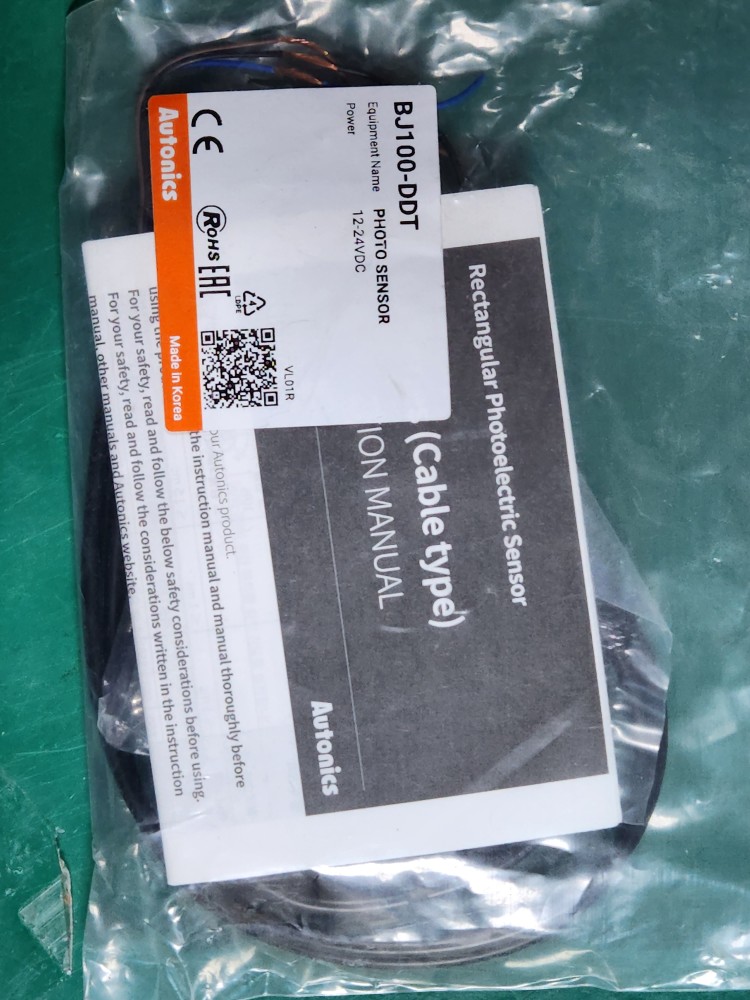 BJ100-DDT
Equipment Name PHOTO SENSOR
Power 12-24VDC
CE
RoHS
EAC
4
LDPE
VL01R
Autonics
Made in Korea
Rectangular Photoelectric Sensor
(Cable type)
ION MANUAL
Autonics
our Autonics product.
the instruction manual and manual thoroughly before
using the
For your safety, read and follow the below safety considerations before using.
For your safety, read and follow the considerations written in the instruction
manual, other manuals and Autonics website.